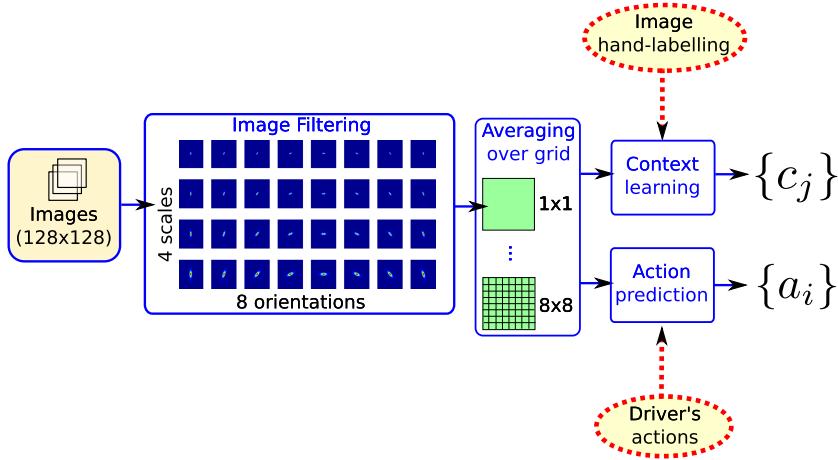 Images
(128x128)
Image Filtering
4 scales
8 orientations
Averaging
over grid
1x1
...
8x8
Image
hand-labelling
Context
learning
{c_j}
Action
prediction
{a_i}
Driver's
actions